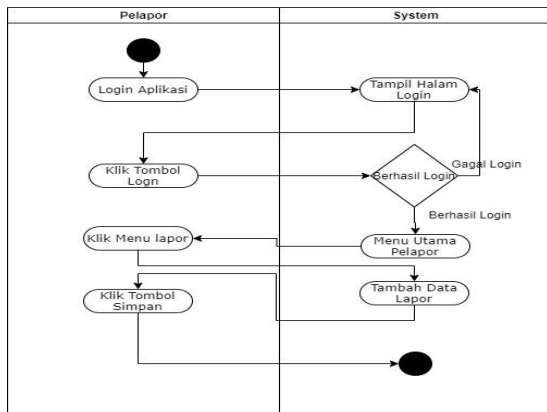 Pelapor
System
Login Aplikasi
Tampil Halam
Login
Klik Tombol
Logn
Berhasil Login
Gagal Login
Berhasil Login
Klik Menu lapor
Menu Utama
Pelapor
Klik Tombol
Simpan
Tambah Data
Lapor